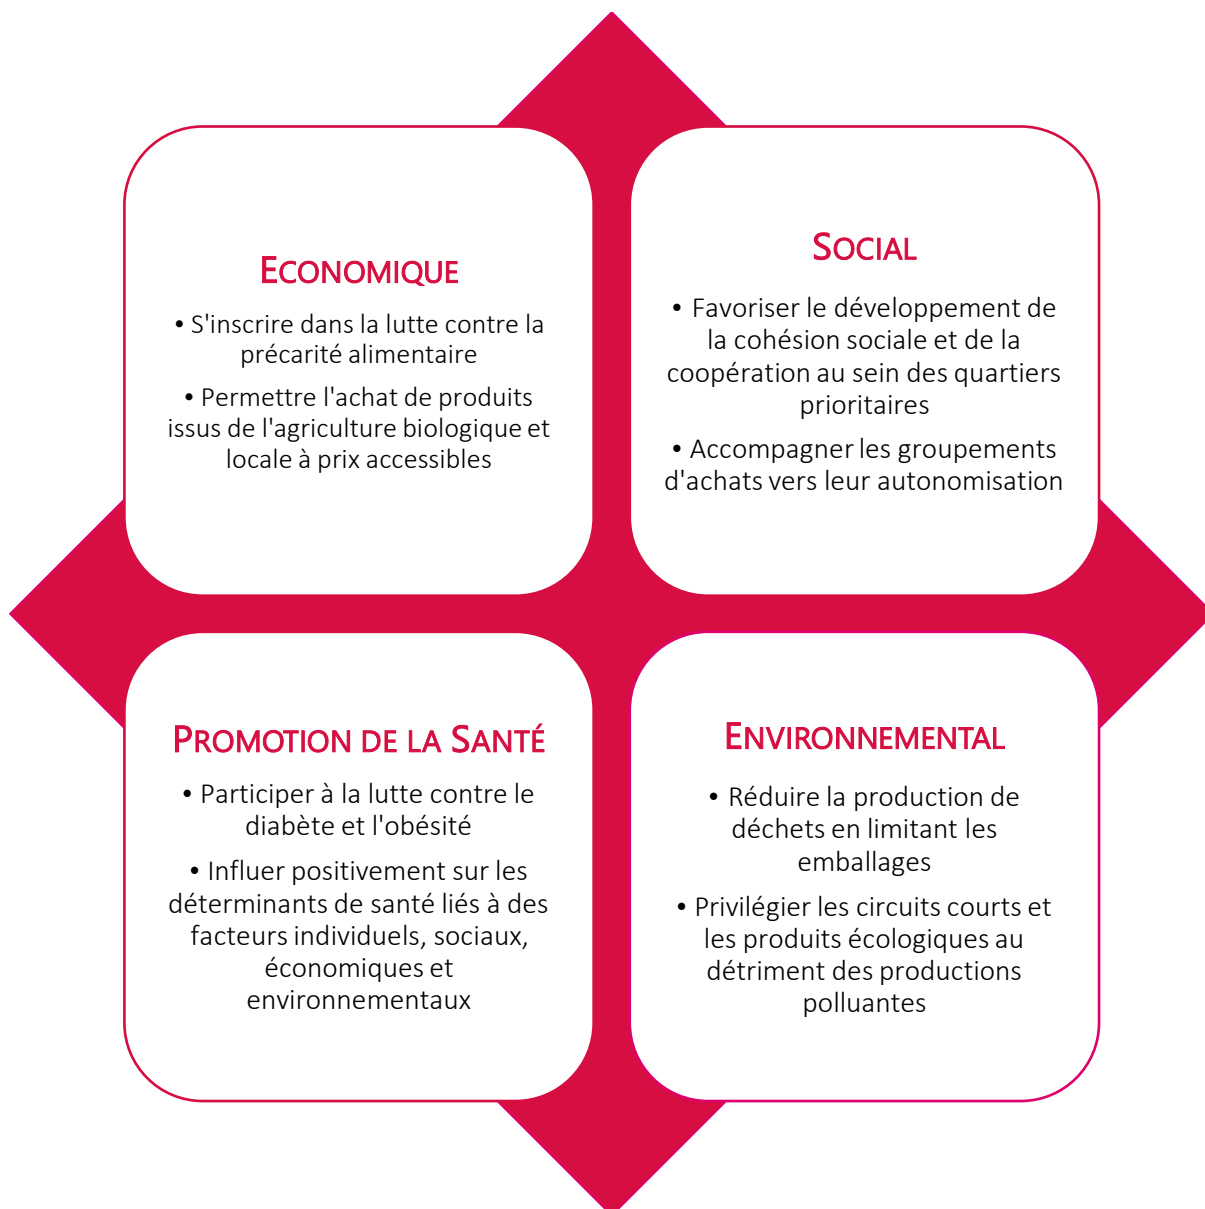 ECONOMIQUE
• S'inscrire dans la lutte contre la
précarité alimentaire
• Permettre l'achat de produits
issus de l'agriculture biologique et
locale à prix accessibles
SOCIAL
• Favoriser le développement de
la cohésion sociale et de la
coopération au sein des quartiers
prioritaires
• Accompagner les groupements
d'achats vers leur autonomisation
PROMOTION DE LA SANTÉ
• Participer à la lutte contre le
diabète et l'obésité
• Influer positivement sur les
déterminants de santé liés à des
facteurs individuels, sociaux,
économiques et
environnementaux
ENVIRONNEMENTAL
• Réduire la production de
déchets en limitant les
emballages
• Privilégier les circuits courts et
les produits écologiques au
détriment des productions
polluantes